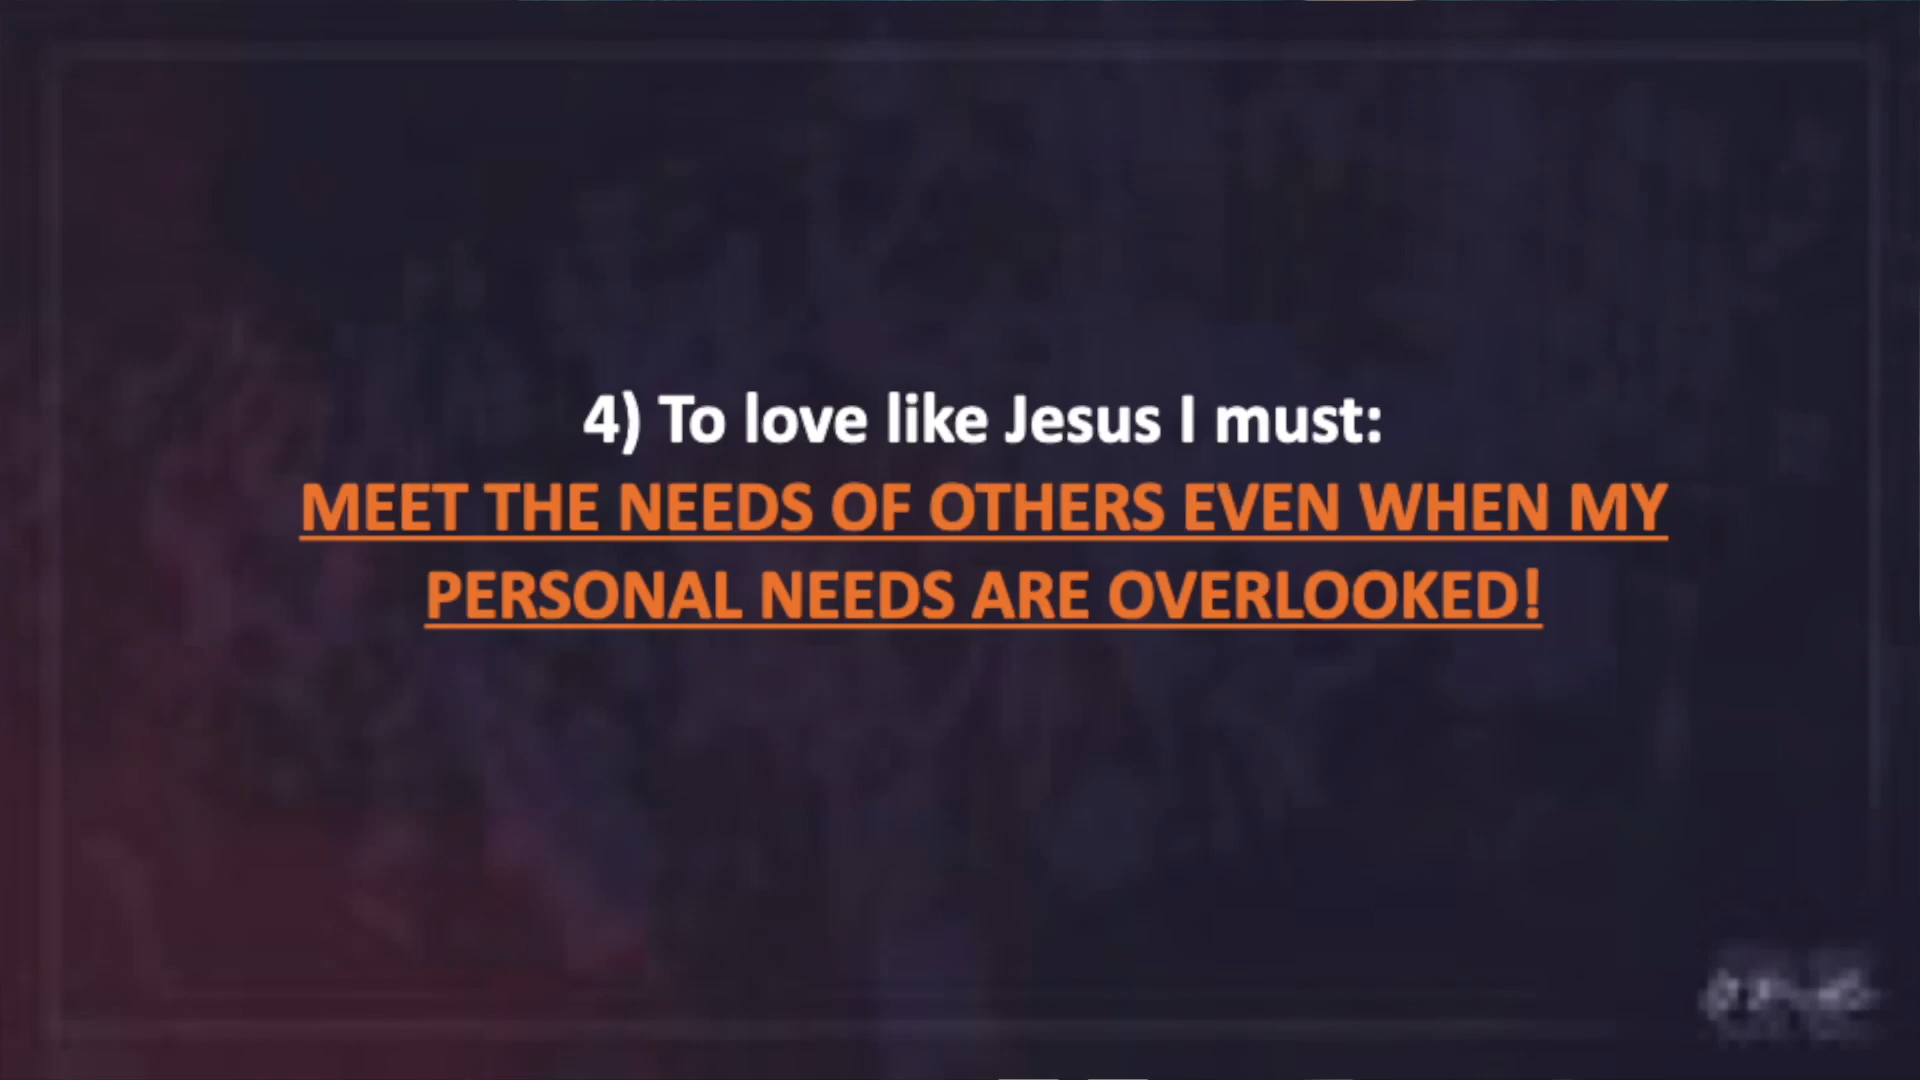 4) To love like Jesus I must:
MEET THE NEEDS OF OTHERS EVEN WHEN MY
PERSONAL NEEDS ARE OVERLOOKED!